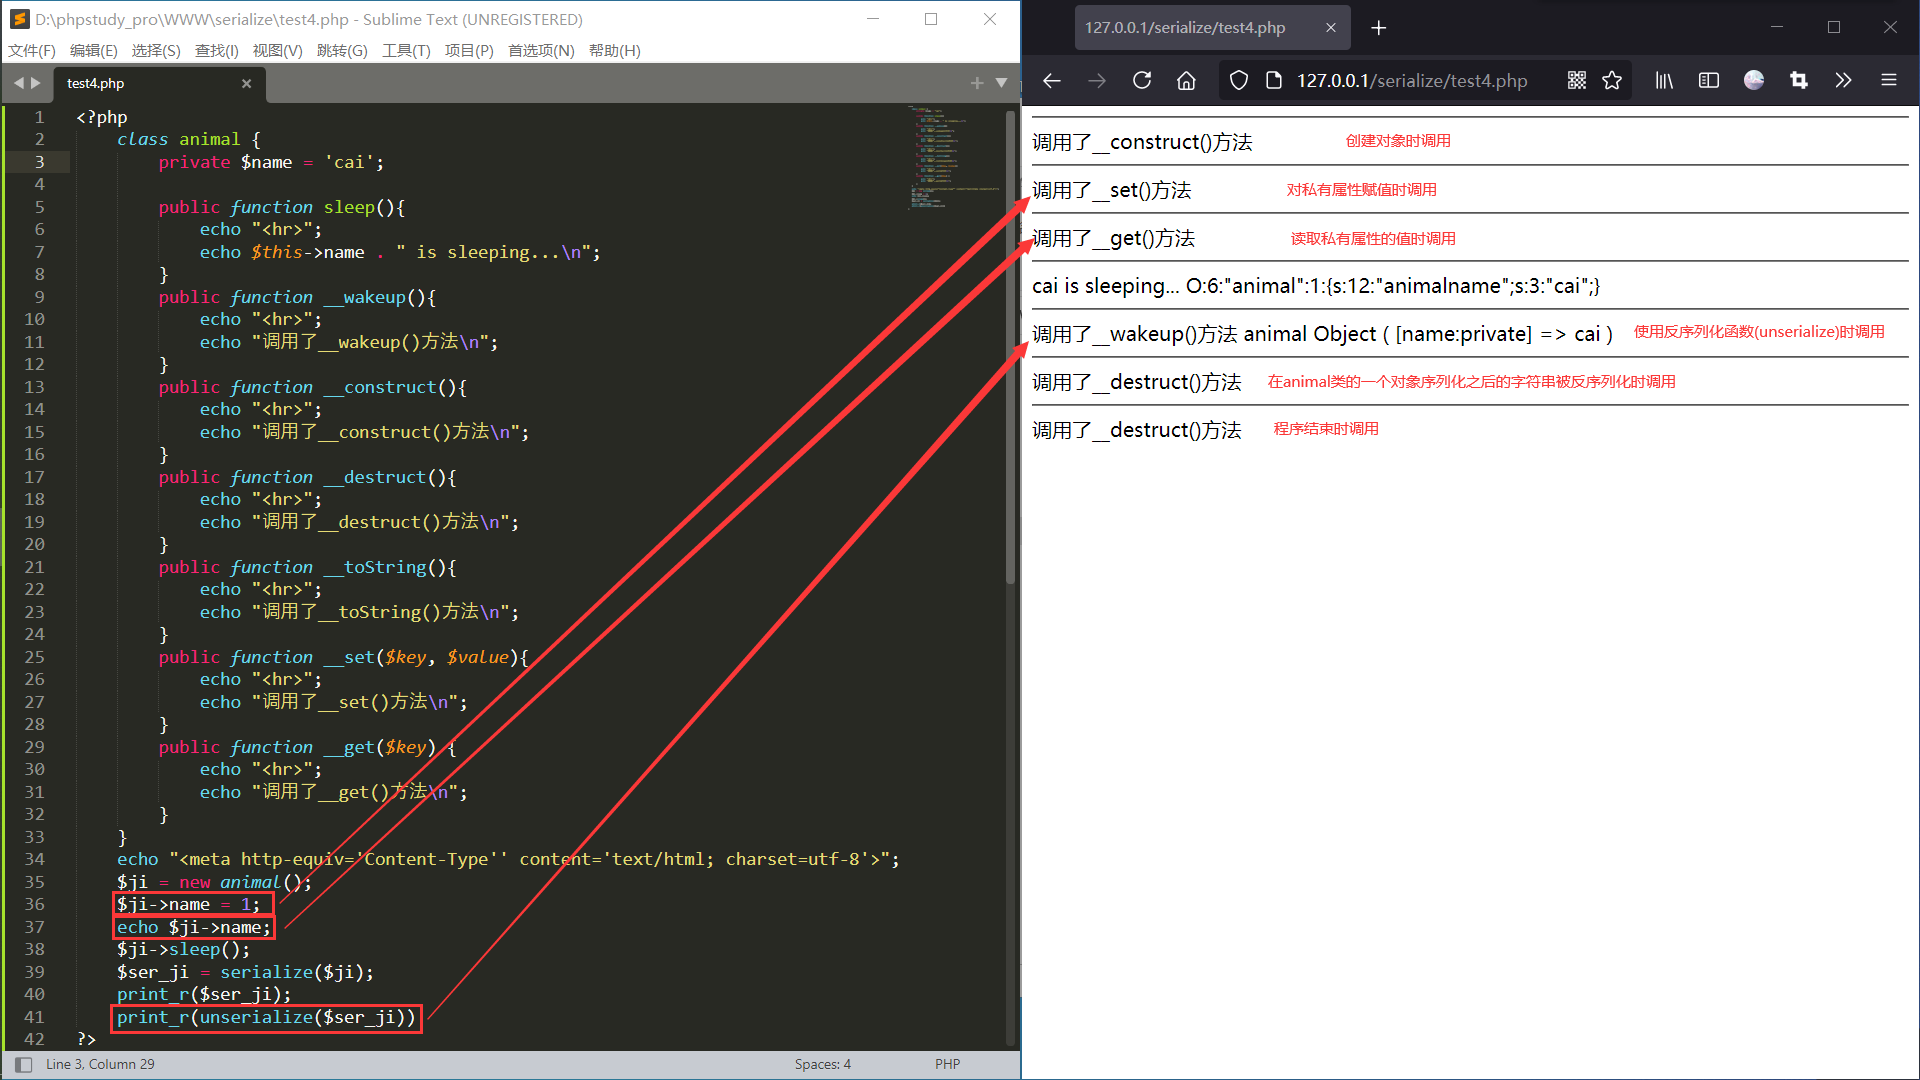 D:\phpstudy_pro\WWW\serialize\test4.php - Sublime Text (UNREGISTERED)
文件(F) 编辑(E) 选择(S) 查找(I) 视图(V) 跳转(G) 工具(T) 项目(P) 首选项(N) 帮助(H)
test4.php
1 <?php
2 class animal {
3 private $name = 'cai';
4
5 public function sleep(){
6 echo "<hr>";
7 echo $this->name . " is sleeping...\n";
8 }
9 public function __wakeup(){
10 echo "<hr>";
11 echo "调用了__wakeup()方法\n";
12 }
13 public function __construct(){
14 echo "<hr>";
15 echo "调用了__construct()方法\n";
16 }
17 public function __destruct(){
18 echo "<hr>";
19 echo "调用了__destruct()方法\n";
20 }
21 public function __toString(){
22 echo "<hr>";
23 echo "调用了__toString()方法\n";
24 }
25 public function __set($key, $value){
26 echo "<hr>";
27 echo "调用了__set()方法\n";
28 }
29 public function __get($key) {
30 echo "<hr>";
31 echo "调用了__get()方法\n";
32 }
33 }
34 echo "<meta http-equiv='Content-Type'' content='text/html; charset=utf-8'>";
35 $ji = new animal();
36 $ji->name = 1;
37 echo $ji->name;
38 $ji->sleep();
39 $ser_ji = serialize($ji);
40 print_r($ser_ji);
41 print_r(unserialize($ser_ji))
42 ?>
Line 3, Column 29 Spaces: 4 PHP
127.0.0.1/serialize/test4.php
127.0.0.1/serialize/test4.php
调用了__construct()方法 创建对象时调用
调用了__set()方法 对私有属性赋值时调用
调用了__get()方法 读取私有属性的值时调用
cai is sleeping... O:6:"animal":1:{s:12:"animalname";s:3:"cai";}
调用了__wakeup()方法 animal Object ( [name:private] => cai ) 使用反序列化函数(unserialize)时调用
调用了__destruct()方法 在animal类的一个对象序列化之后的字符串被反序列化时调用
调用了__destruct()方法 程序结束时调用